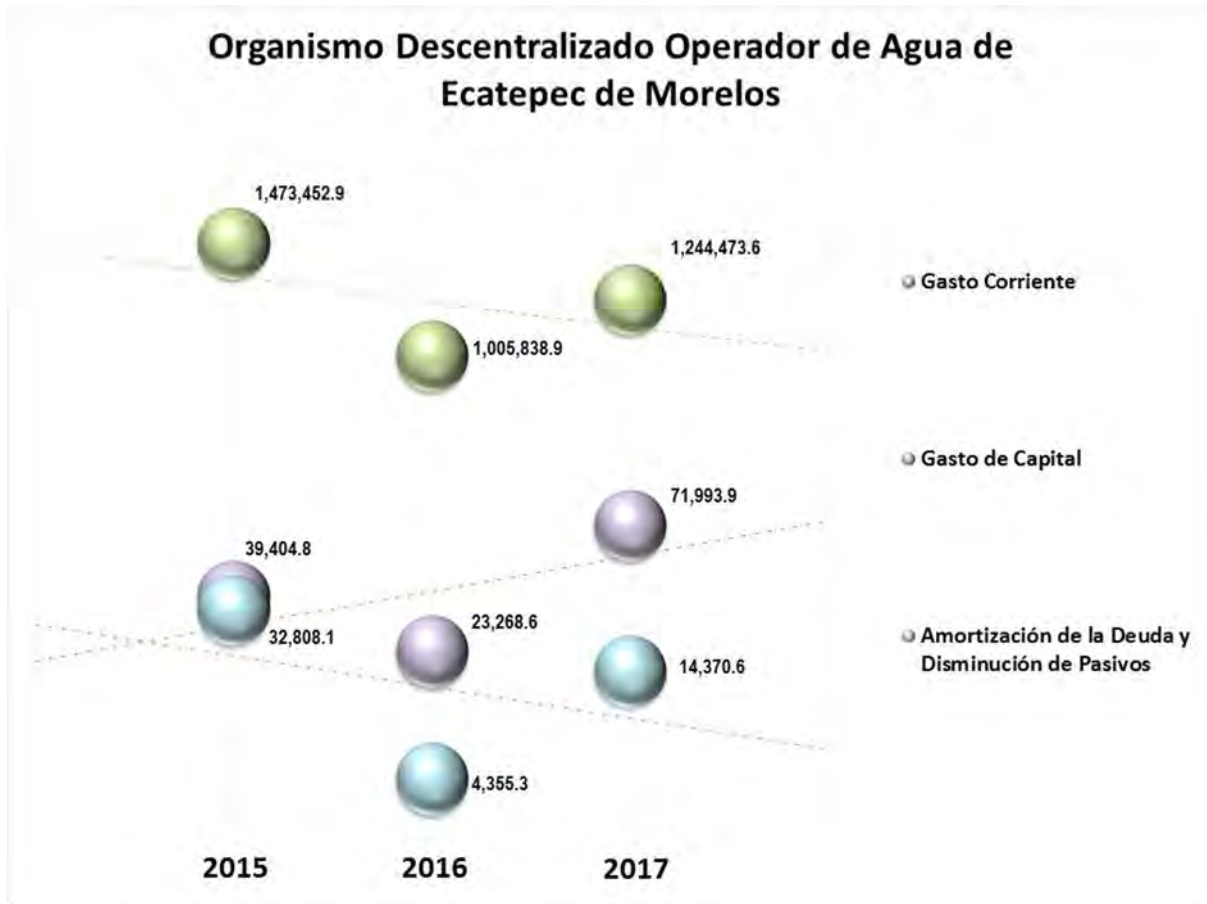 Organismo Descentralizado Operador de Agua de
Ecatepec de Morelos
1,473,452.9
1,244,473.6
1,005,838.9
Gasto Corriente
Gasto de Capital
71,993.9
39,404.8
32,808.1
23,268.6
14,370.6
Amortización de la Deuda y
Disminución de Pasivos
4,355.3
2015
2016
2017